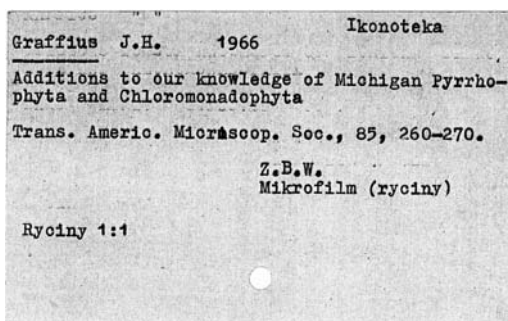 Ikonoteka
Graffius J.H. 1966
Additions to our knowledge of Michigan Pyrrho-
phyta and Chloromonadophyta
Trans. Americ. Micrascop. Soc., 85, 260-270.
Z.B.W.
Mikrofilm (ryciny)
Ryciny 1:1